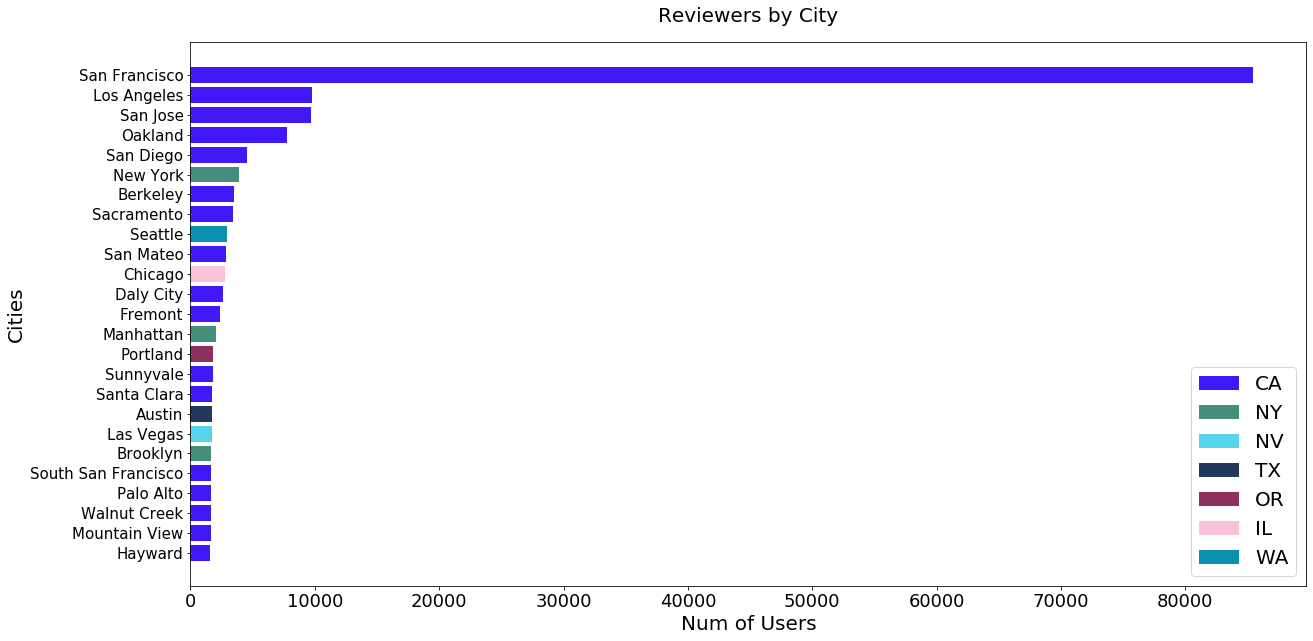 Reviewers by City
Cities
San Francisco
Los Angeles
San Jose
Oakland
San Diego
New York
Berkeley
Sacramento
Seattle
San Mateo
Chicago
Daly City
Fremont
Manhattan
Portland
Sunnyvale
Santa Clara
Austin
Las Vegas
Brooklyn
South San Francisco
Palo Alto
Walnut Creek
Mountain View
Hayward
CA
NY
NV
TX
OR
IL
WA
0 10000 20000 30000 40000 50000 60000 70000 80000
Num of Users